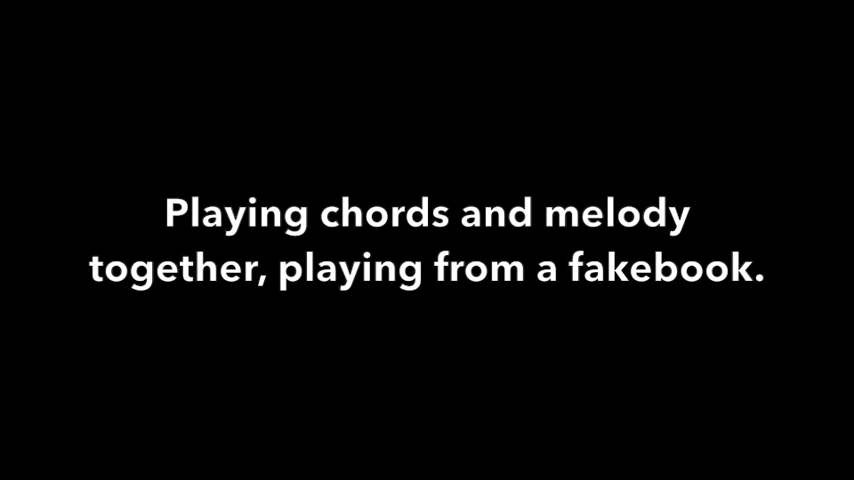 Playing chords and melody
together, playing from a fakebook.